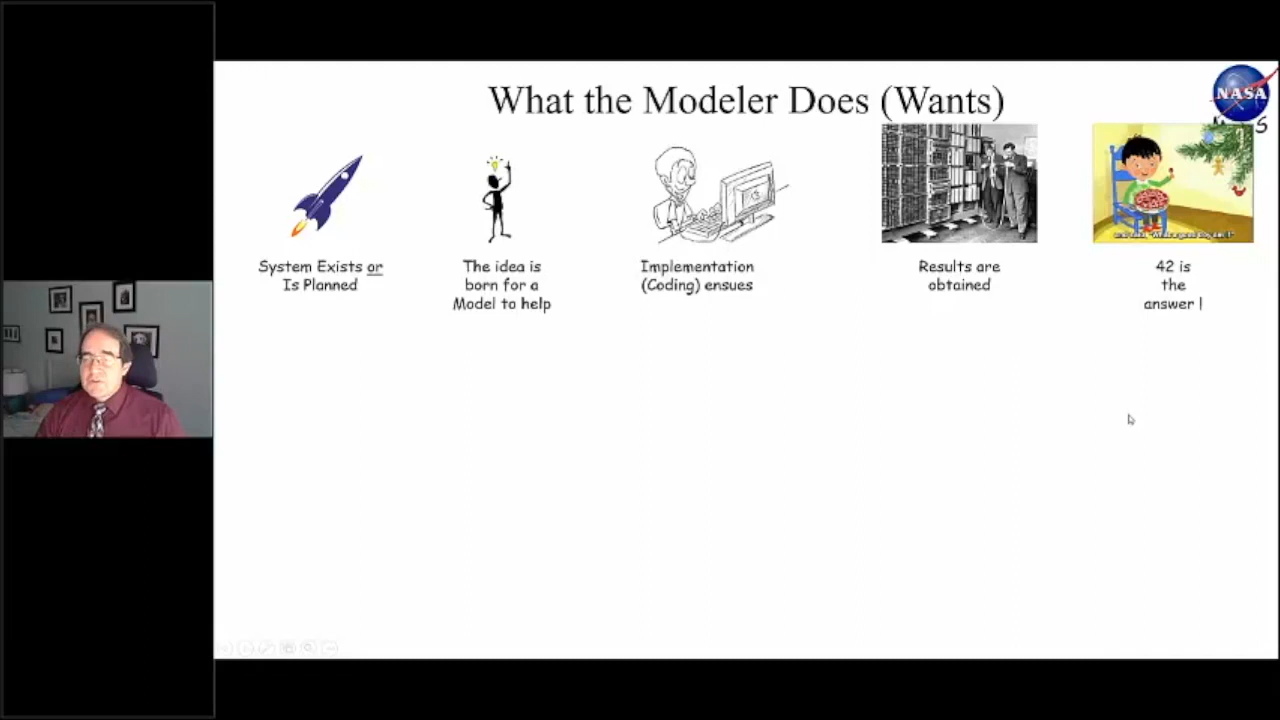 What the Modeler Does (Wants)
NASA
System Exists or
Is Planned
The idea is
born for a
Model to help
Implementation
(Coding) ensues
Results are
obtained
42 is
the
answer !